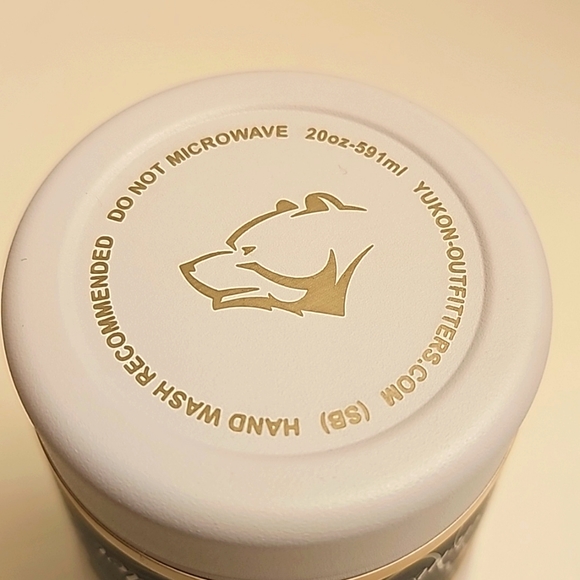 DO NOT MICROWAVE
20oz-591ml
YUKON-OUTFITTERS.COM
(SB)
HAND WASH RECOMMENDED